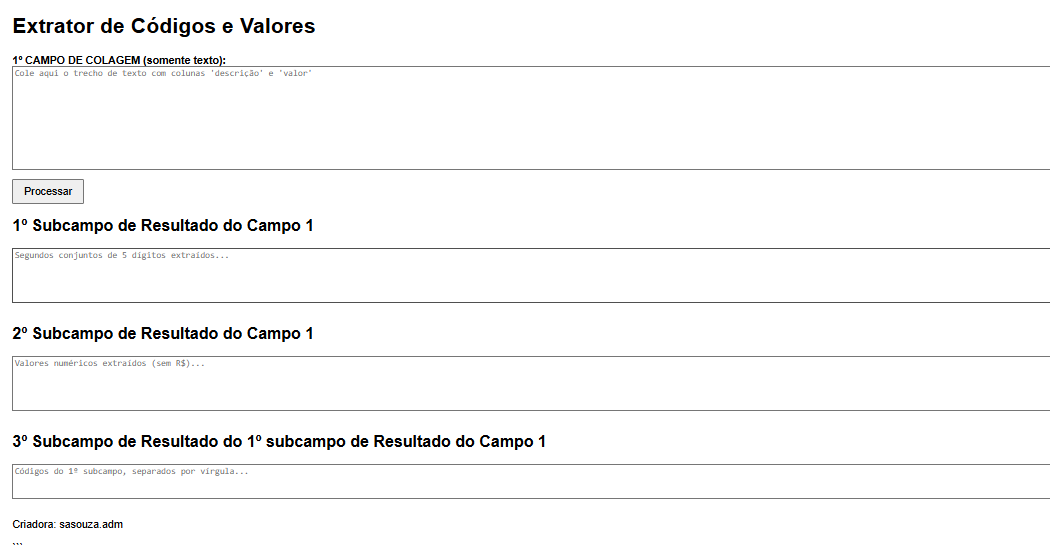 Extrator de Códigos e Valores
1º CAMPO DE COLAGEM (somente texto):
Cole aqui o trecho de texto com colunas 'descrição' e 'valor'
Processar
1º Subcampo de Resultado do Campo 1
Segundos conjuntos de 5 dígitos extraídos...
2º Subcampo de Resultado do Campo 1
Valores numéricos extraídos (sem R$)...
3º Subcampo de Resultado do 1º subcampo de Resultado do Campo 1
Códigos do 1º subcampo, separados por vírgula...
Criadora: sasouza.adm
```